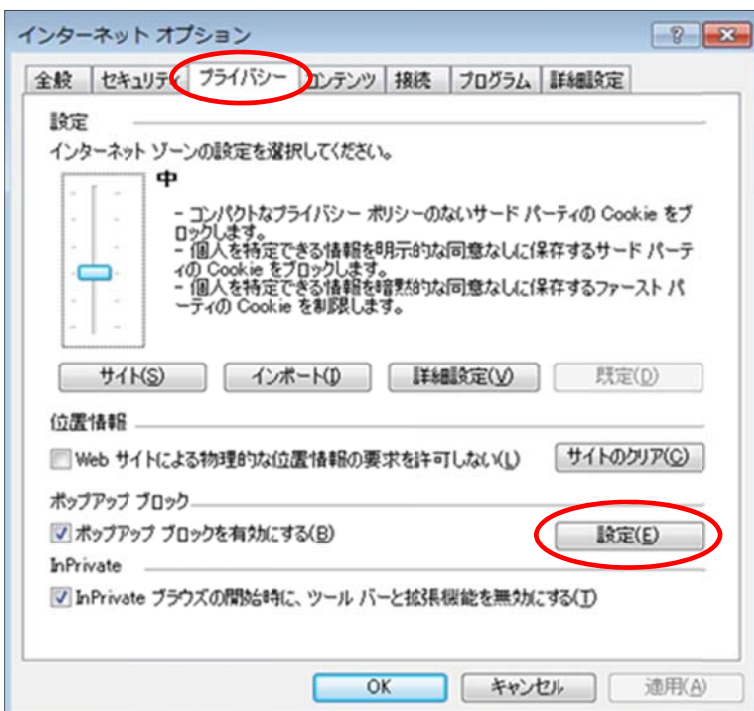 インターネット オプション
全般 セキュリティ プライバシー コンテンツ 接続 プログラム 詳細設定
設定
インターネット ゾーンの設定を選択してください。
中
- コンパクトなプライバシー ポリシーのないサード パーティの Cookie をブ
ロックします。
- 個人を特定できる情報を明示的な同意なしに保存するサード パーテ
ィの Cookie をブロックします。
- 個人を特定できる情報を暗黙的な同意なしに保存するファースト パ
ーティの Cookie を制限します。
サイト(S) インポート(I) 詳細設定(V) 既定(D)
位置情報
Web サイトによる物理的な位置情報の要求を許可しない(L) サイトのクリア(C)
ポップアップ ブロック
ポップアップ ブロックを有効にする(B) 設定(E)
InPrivate
InPrivate ブラウズの開始時に、ツール バーと拡張機能を無効にする(T)
OK キャンセル 適用(A)